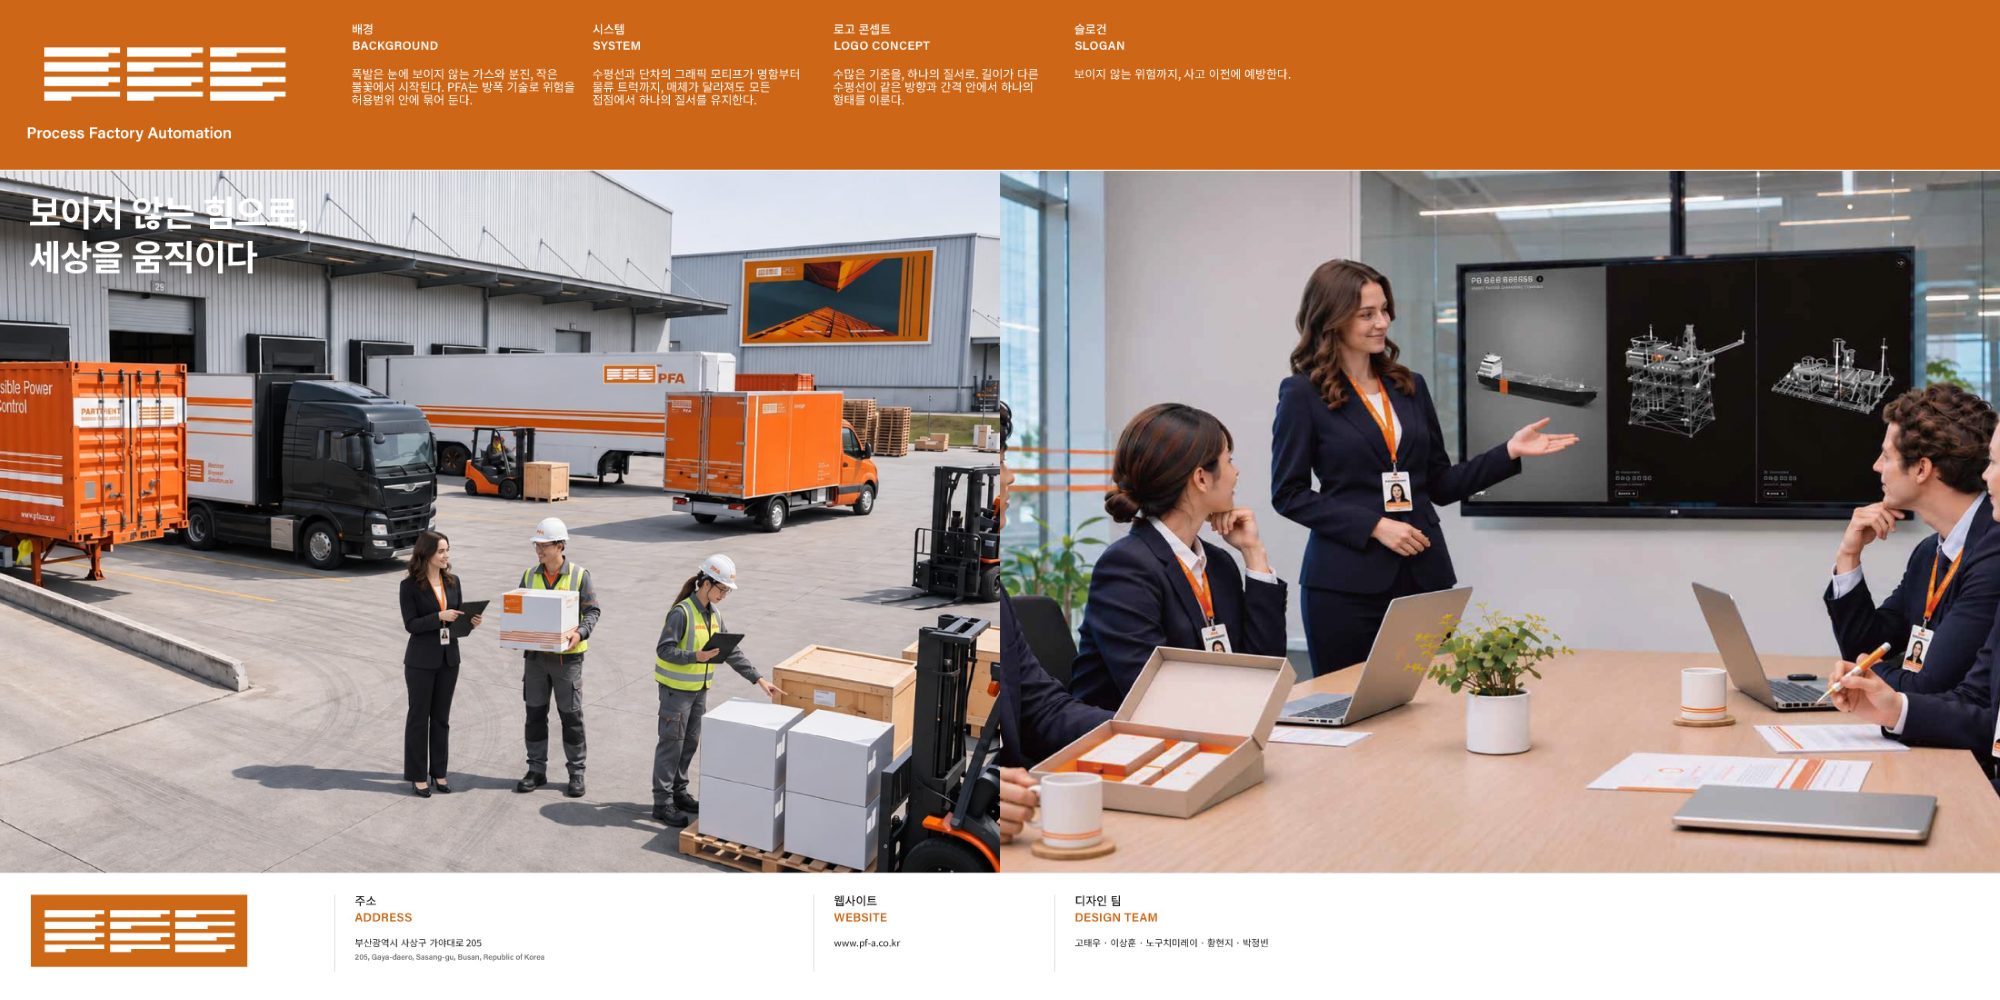 Process Factory Automation
배경
BACKGROUND
폭발은 눈에 보이지 않는 가스와 분진, 작은
불꽃에서 시작된다. PFA는 방폭 기술로 위험을
허용범위 안에 묶어 둔다.
시스템
SYSTEM
수평선과 단차의 그래픽 모티프가 명함부터
물류 트럭까지, 매체가 달라져도 모든
접점에서 하나의 질서를 유지한다.
로고 콘셉트
LOGO CONCEPT
수많은 기준을, 하나의 질서로. 길이가 다른
수평선이 같은 방향과 간격 안에서 하나의
형태를 이룬다.
슬로건
SLOGAN
보이지 않는 위험까지, 사고 이전에 예방한다.
보이지 않는 힘으로,
세상을 움직이다
29
sible Power
Control
PFA
주소
ADDRESS
부산광역시 사상구 가야대로 205
205, Gaya-daero, Sasang-gu, Busan, Republic of Korea
웹사이트
WEBSITE
www.pf-a.co.kr
디자인 팀
DESIGN TEAM
고태우 · 이상훈 · 노구치미레이 · 황현지 · 박정빈